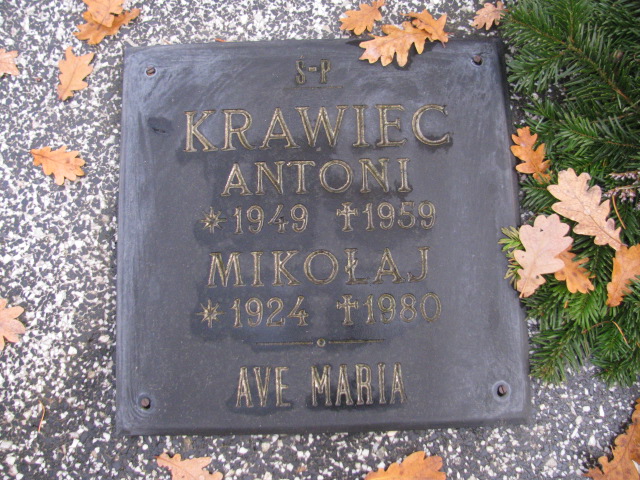 S-P
KRAWIEC
ANTONI
* 1949 † 1959
MIKOŁAJ
* 1924 † 1980
AVE MARIA